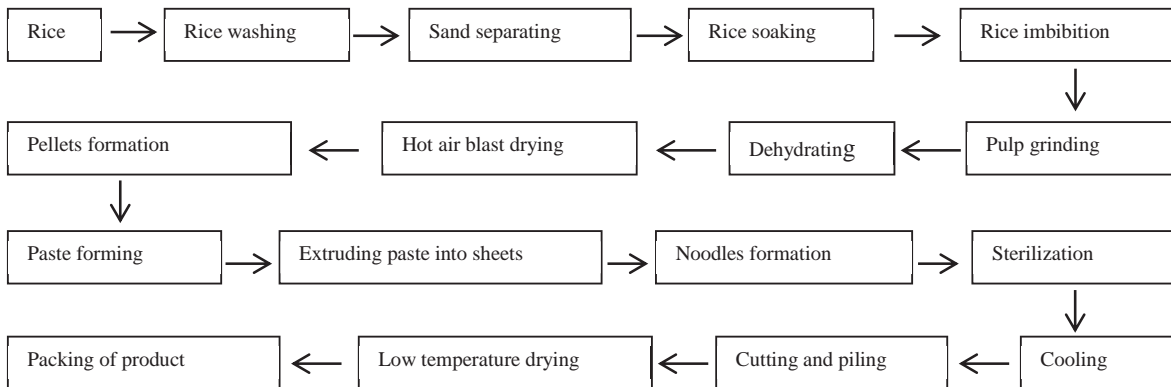 Rice
Rice washing
Sand separating
Rice soaking
Rice imbibition
Pulp grinding
Dehydrating
Hot air blast drying
Pellets formation
Paste forming
Extruding paste into sheets
Noodles formation
Sterilization
Cooling
Cutting and piling
Low temperature drying
Packing of product